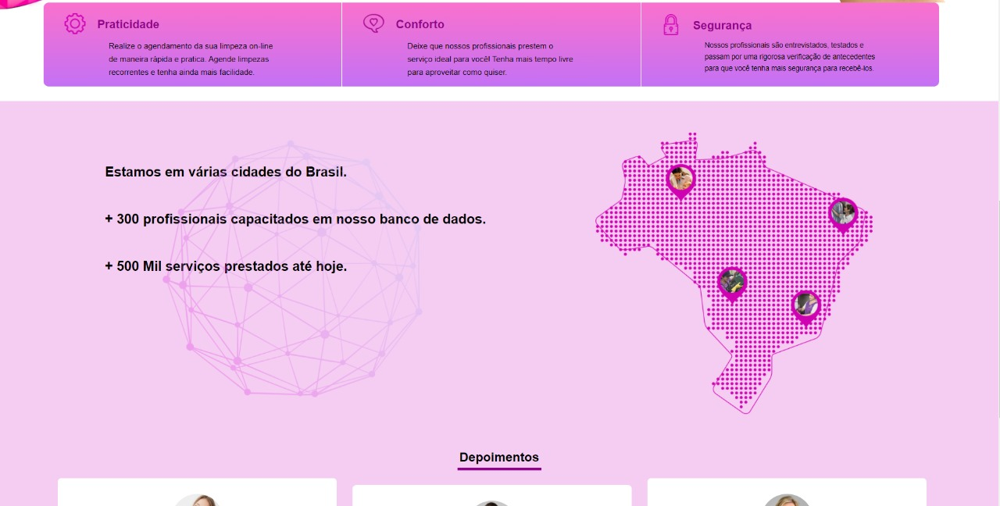 Praticidade
Realize o agendamento da sua limpeza on-line
de maneira rápida e pratica. Agende limpezas
recorrentes e tenha ainda mais facilidade.
Conforto
Deixe que nossos profissionais prestem o
serviço ideal para você! Tenha mais tempo livre
para aproveitar como quiser.
Segurança
Nossos profissionais são entrevistados, testados e
passam por uma rigorosa verificação de antecedentes
para que você tenha mais segurança para recebê-los.
Estamos em várias cidades do Brasil.
+ 300 profissionais capacitados em nosso banco de dados.
+ 500 Mil serviços prestados até hoje.
Depoimentos